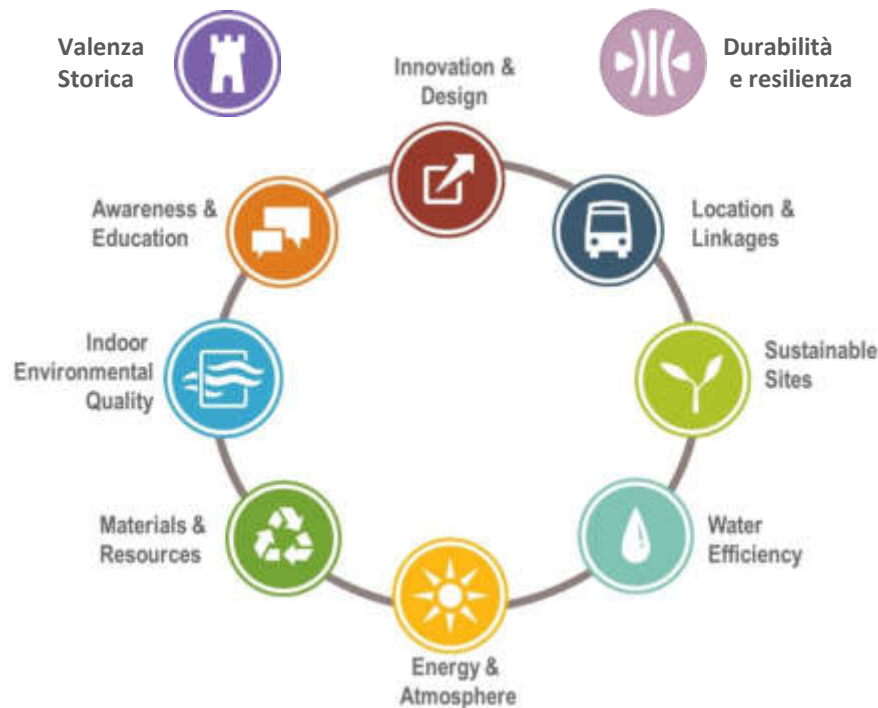 Valenza
Storica
Innovation &
Design
Durabilità
e resilienza
Awareness &
Education
Location &
Linkages
Indoor
Environmental
Quality
Sustainable
Sites
Materials &
Resources
Water
Efficiency
Energy &
Atmosphere